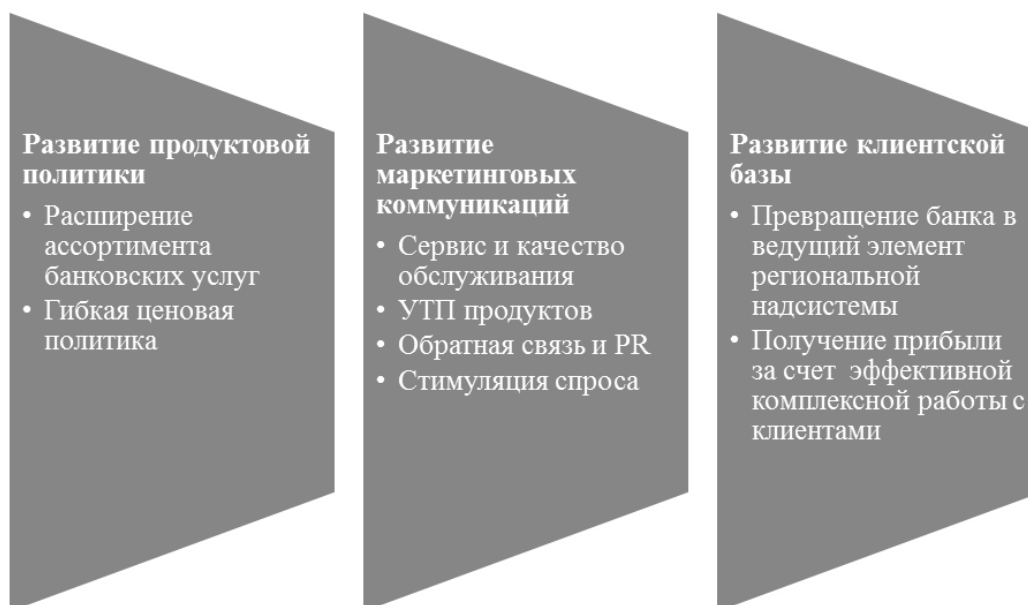 Развитие продуктовой
политики
• Расширение
ассортимента
банковских услуг
• Гибкая ценовая
политика
Развитие
маркетинговых
коммуникаций
• Сервис и качество
обслуживания
• УТП продуктов
• Обратная связь и PR
• Стимуляция спроса
Развитие клиентской
базы
• Превращение банка в
ведущий элемент
региональной
надсистемы
• Получение прибыли
за счет эффективной
комплексной работы с
клиентами